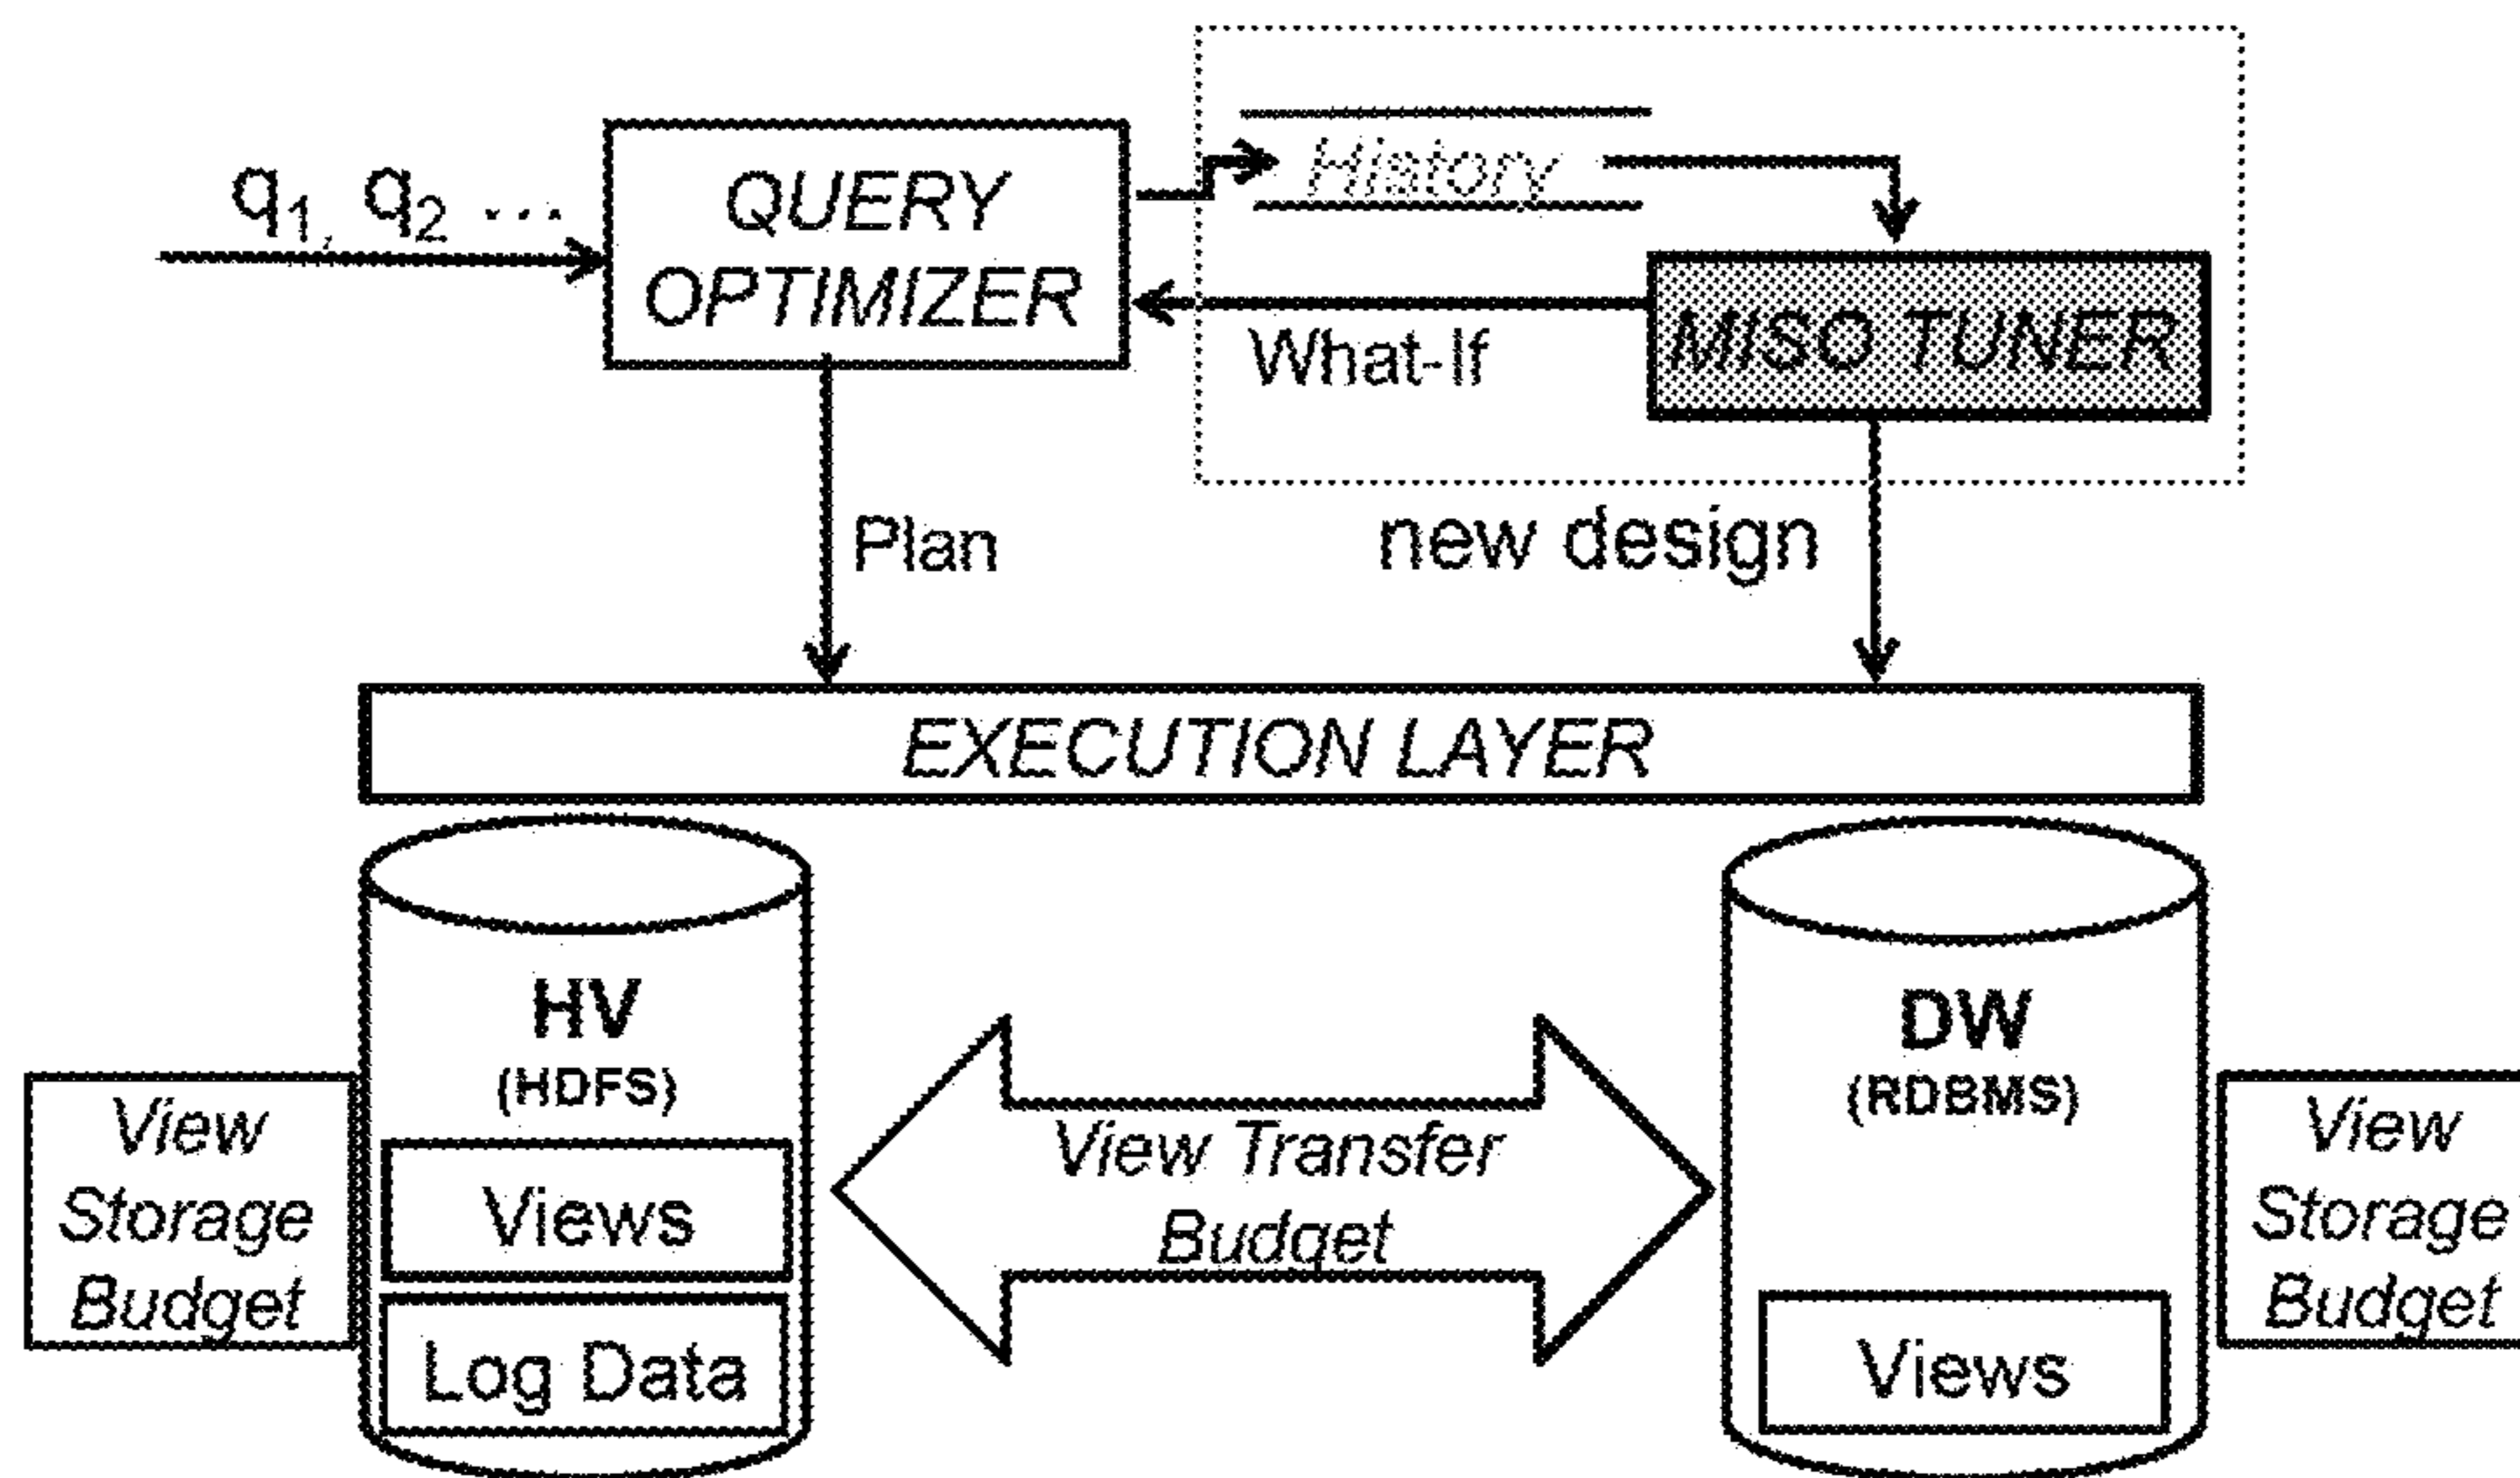 q1, q2 ...
QUERY
OPTIMIZER
History
What-If
MISO TUNER
Plan
new design
EXECUTION LAYER
HV
(HDFS)
View
Storage
Budget
Views
Log Data
View Transfer
Budget
DW
(RDBMS)
Views
View
Storage
Budget